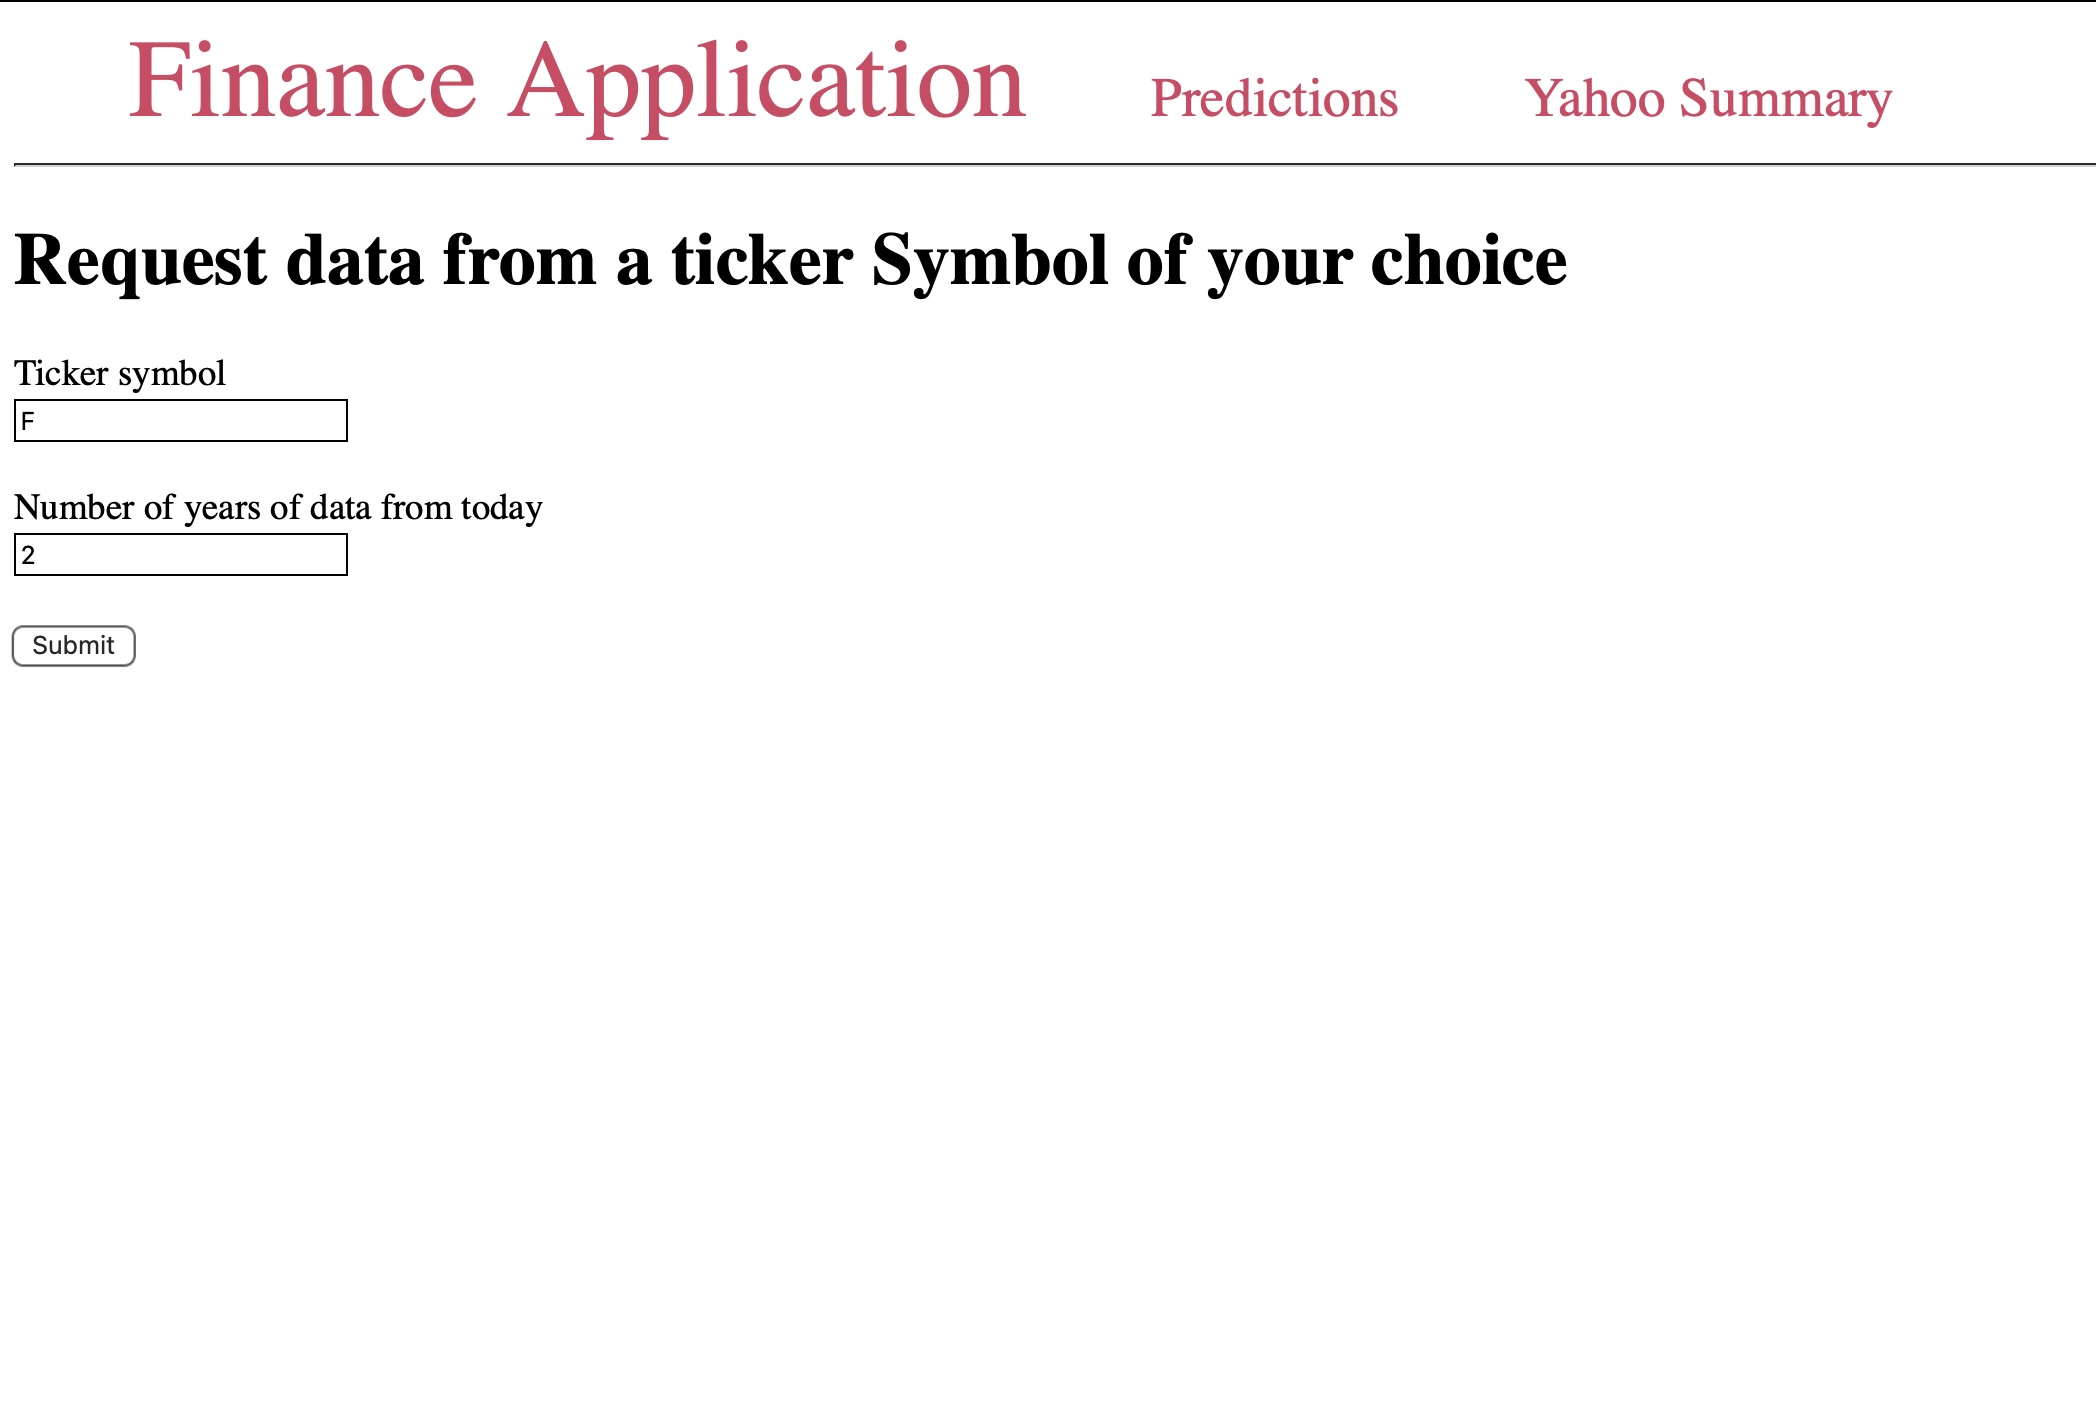 Finance Application Predictions Yahoo Summary
Request data from a ticker Symbol of your choice
Ticker symbol
F
Number of years of data from today
2
Submit